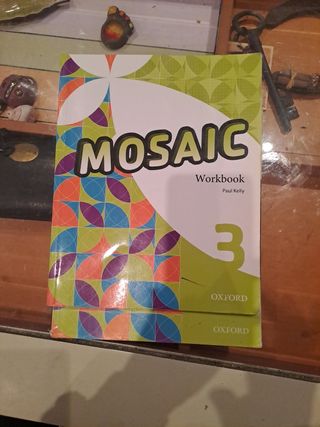 MOSAIC
Workbook
Paul Kelly
3
OXFORD
OXFORD